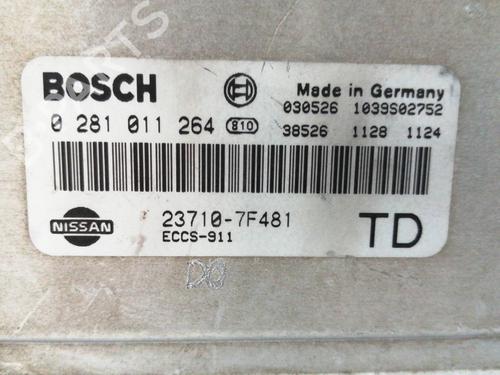 BOSCH
Made in Germany
030526 1039S02752
0 281 011 264 810
38526 1128 1124
NISSAN
23710-7F481
ECCS-911
TD
PARTS